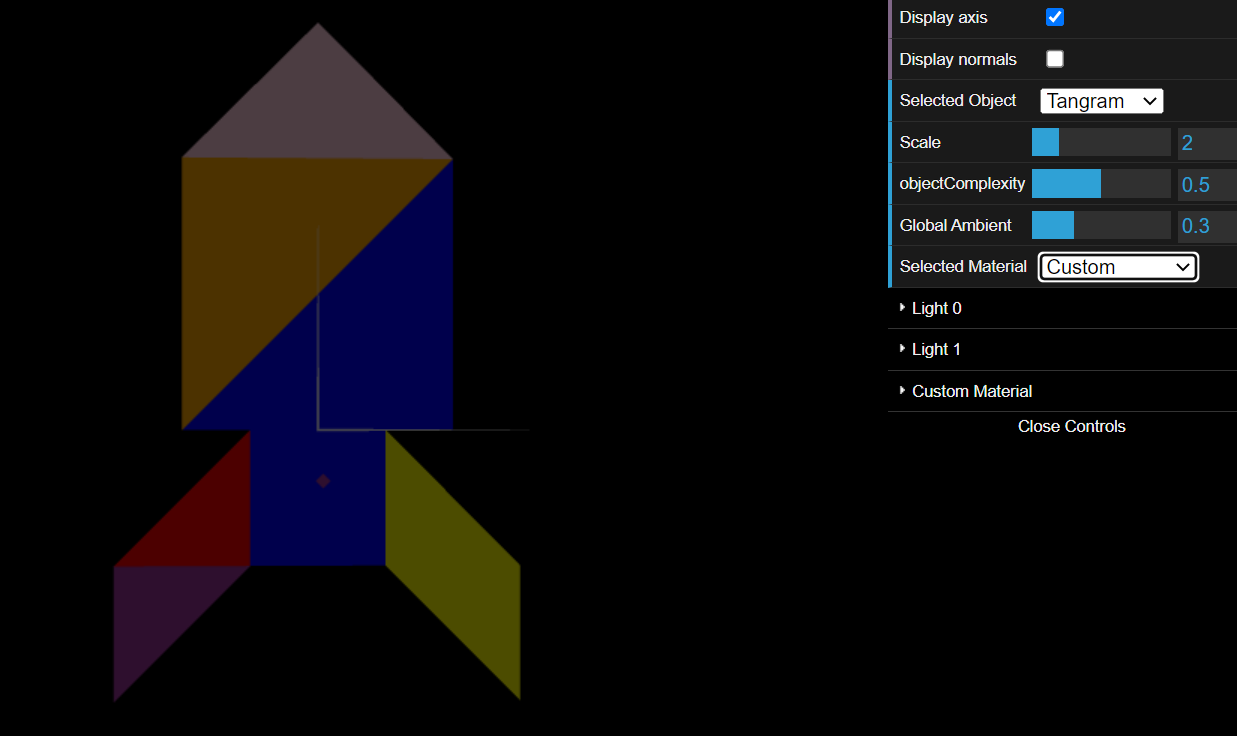 Display axis
Display normals
Selected Object Tangram
Scale 2
objectComplexity 0.5
Global Ambient 0.3
Selected Material Custom
Light 0
Light 1
Custom Material
Close Controls